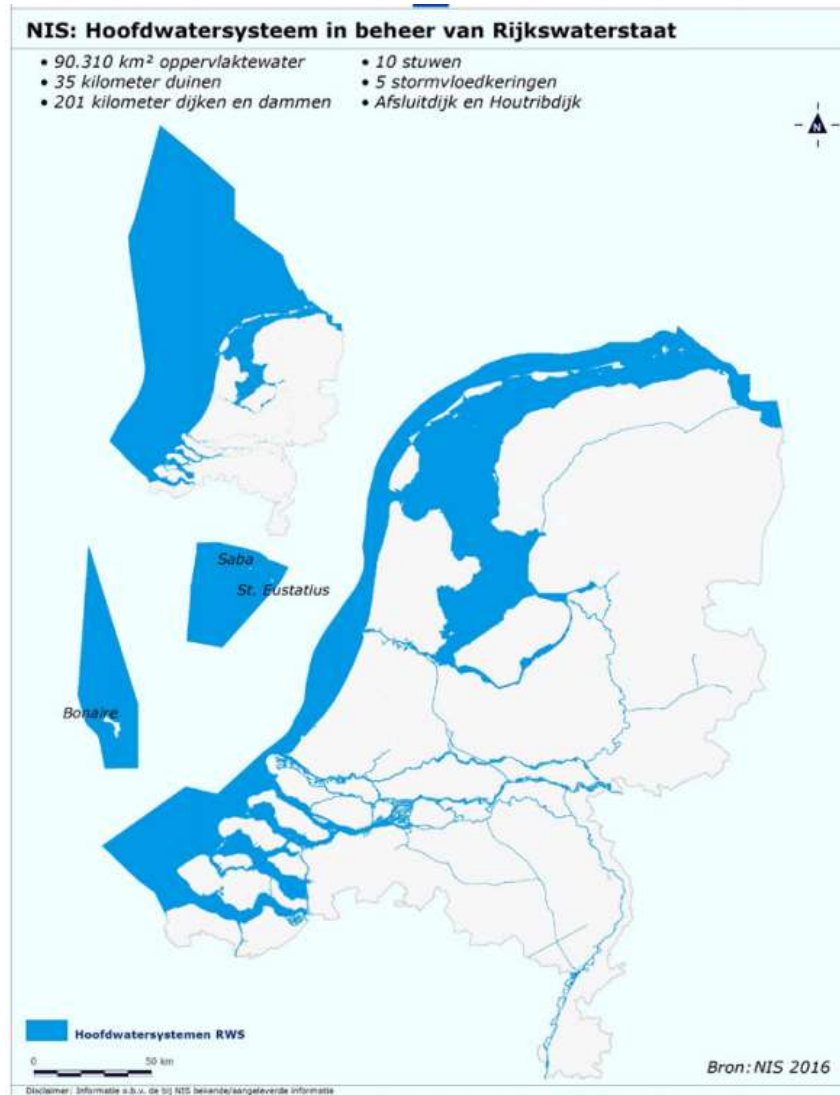 NIS: Hoofdwatersysteem in beheer van Rijkswaterstaat
• 90.310 km² oppervlaktewater
• 35 kilometer duinen
• 201 kilometer dijken en dammen
• 10 stuwen
• 5 stormvloedkeringen
• Afsluitdijk en Houtribdijk
N
Saba
St. Eustatius
Bonaire
Hoofdwatersystemen RWS
0 50 km
Bron: NIS 2016
Disclaimer: Informatie o.b.v. de bij NIS bekende/aangeleverde informatie